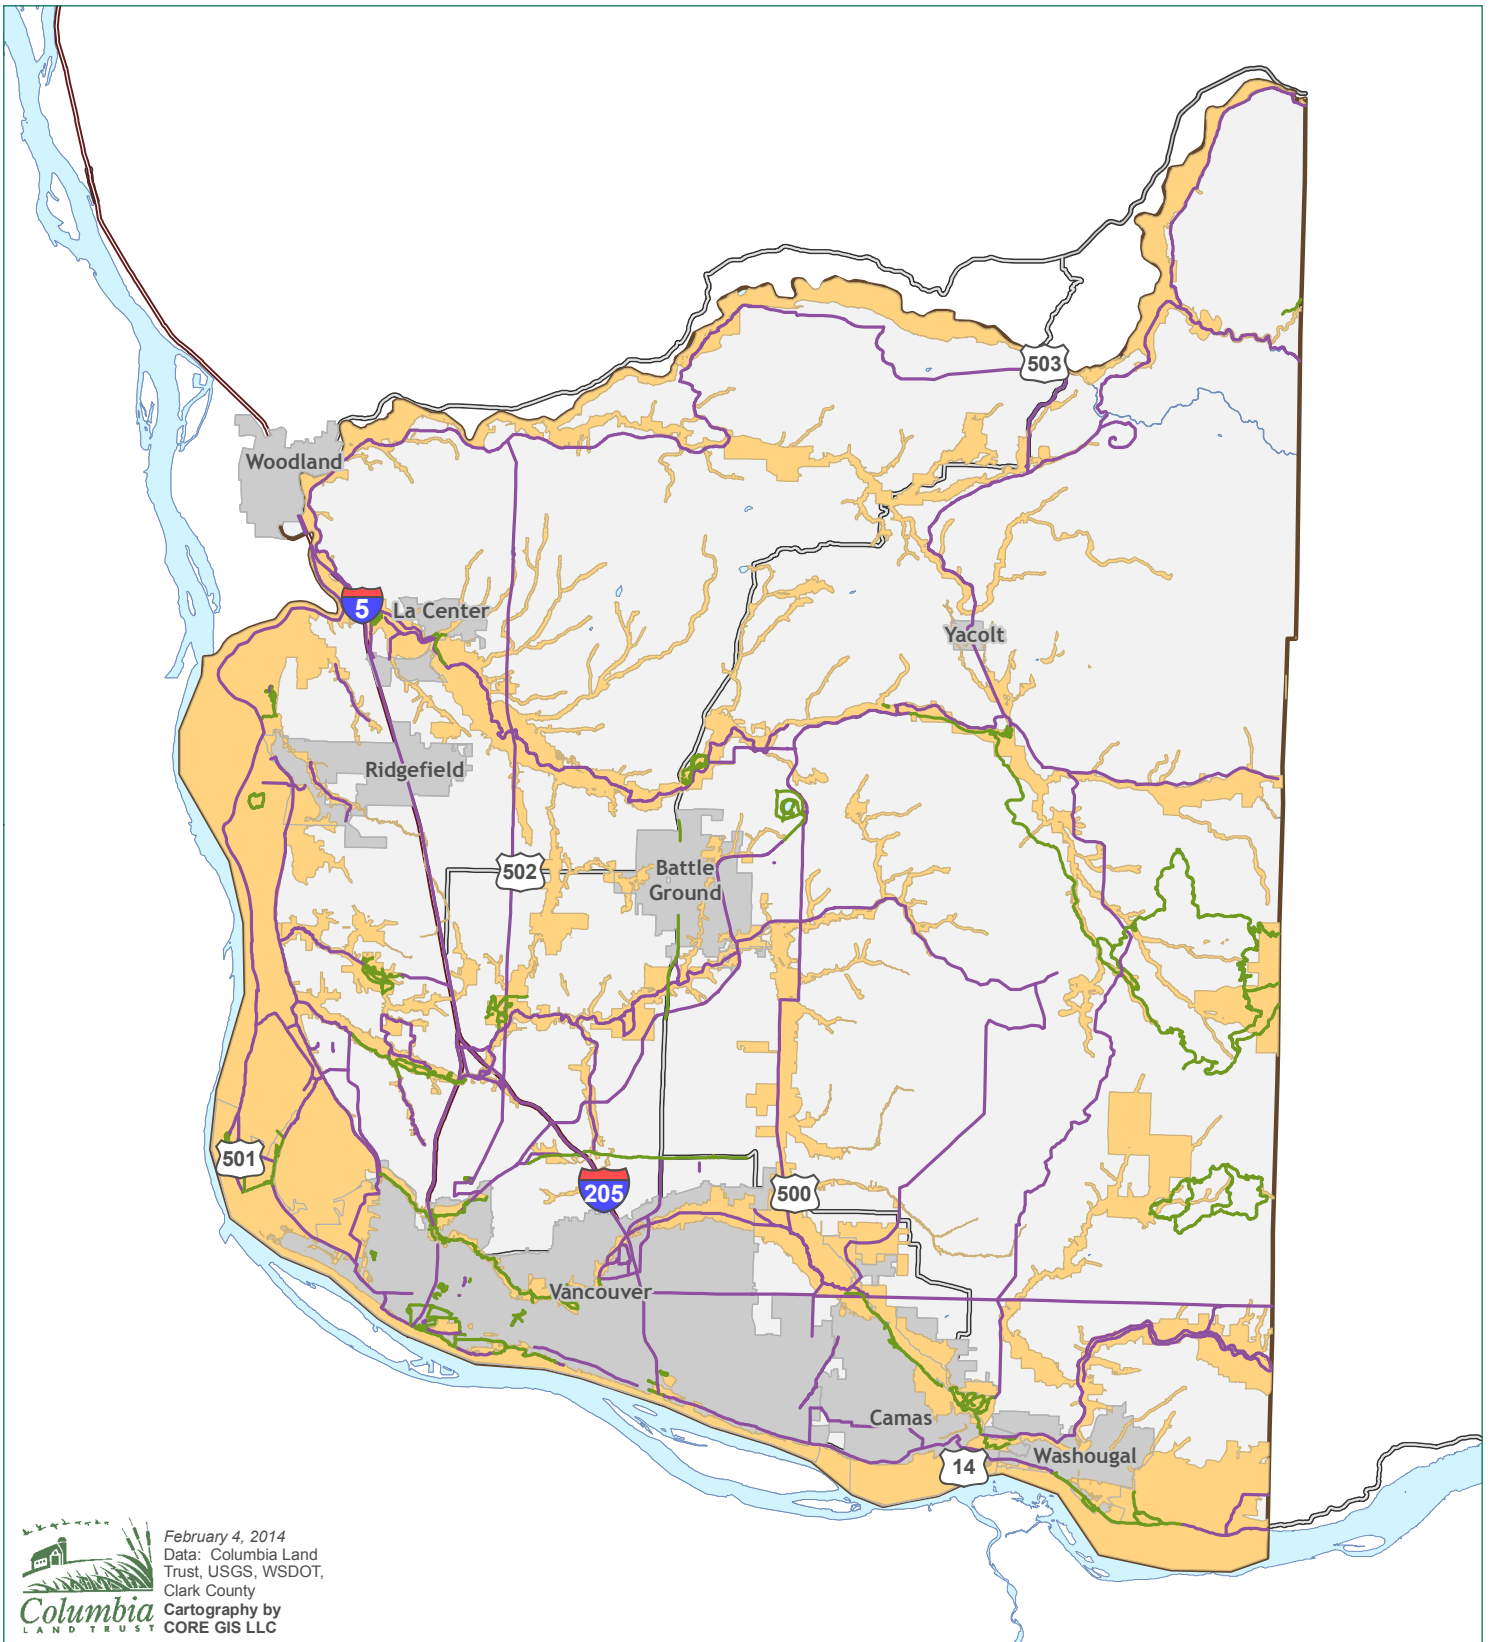 503
Woodland
5
La Center
Yacolt
Ridgefield
502
Battle
Ground
501
205
500
Vancouver
Camas
14
Washougal
February 4, 2014
Data: Columbia Land
Trust, USGS, WSDOT,
Clark County
Cartography by
CORE GIS LLC
Columbia
LAND TRUST